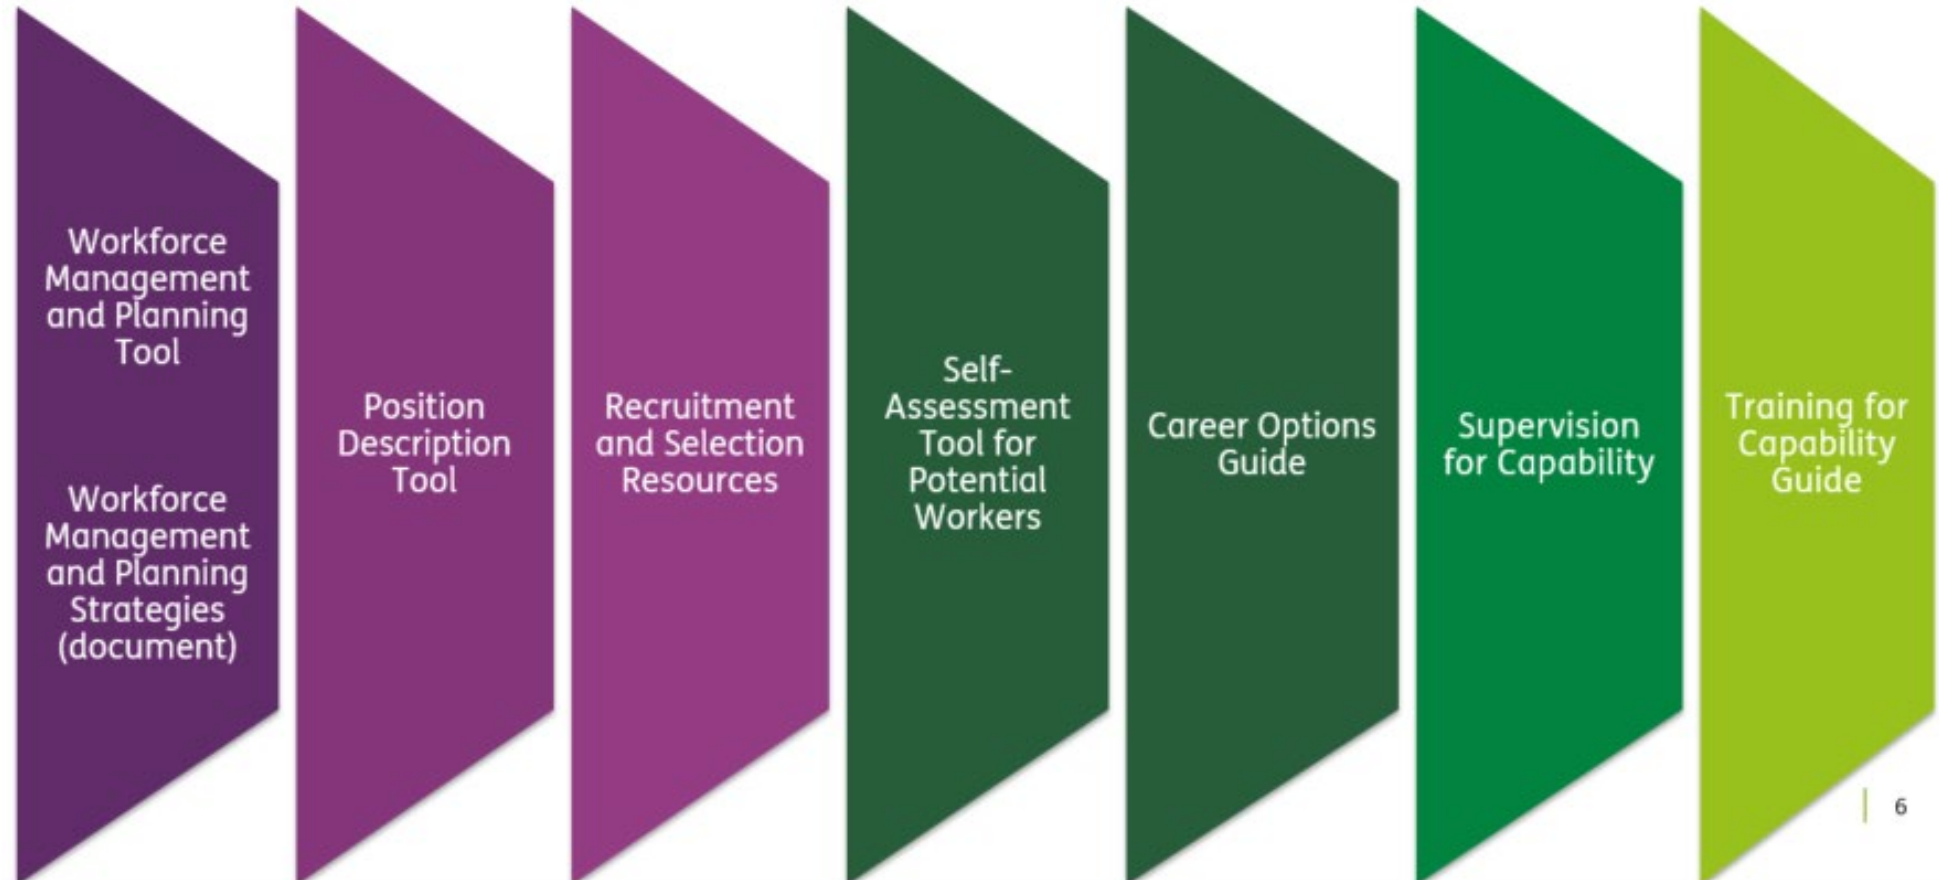 Workforce
Management
and Planning
Tool
Workforce
Management
and Planning
Strategies
(document)
Position
Description
Tool
Recruitment
and Selection
Resources
Self-
Assessment
Tool for
Potential
Workers
Career Options
Guide
Supervision
for Capability
Training for
Capability
Guide
6